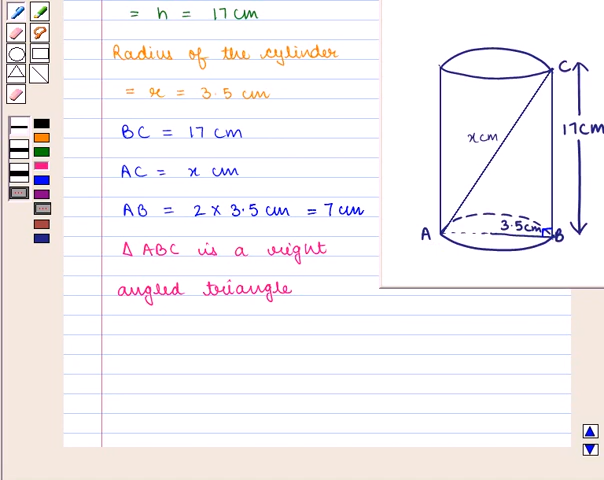 = h = 17 cm
Radius of the cylinder
= r = 3.5 cm
BC = 17 cm
AC = x cm
AB = 2 × 3.5 cm = 7 cm
Δ ABC is a right
angled triangle
C
x cm
17 cm
A
3.5 cm
B